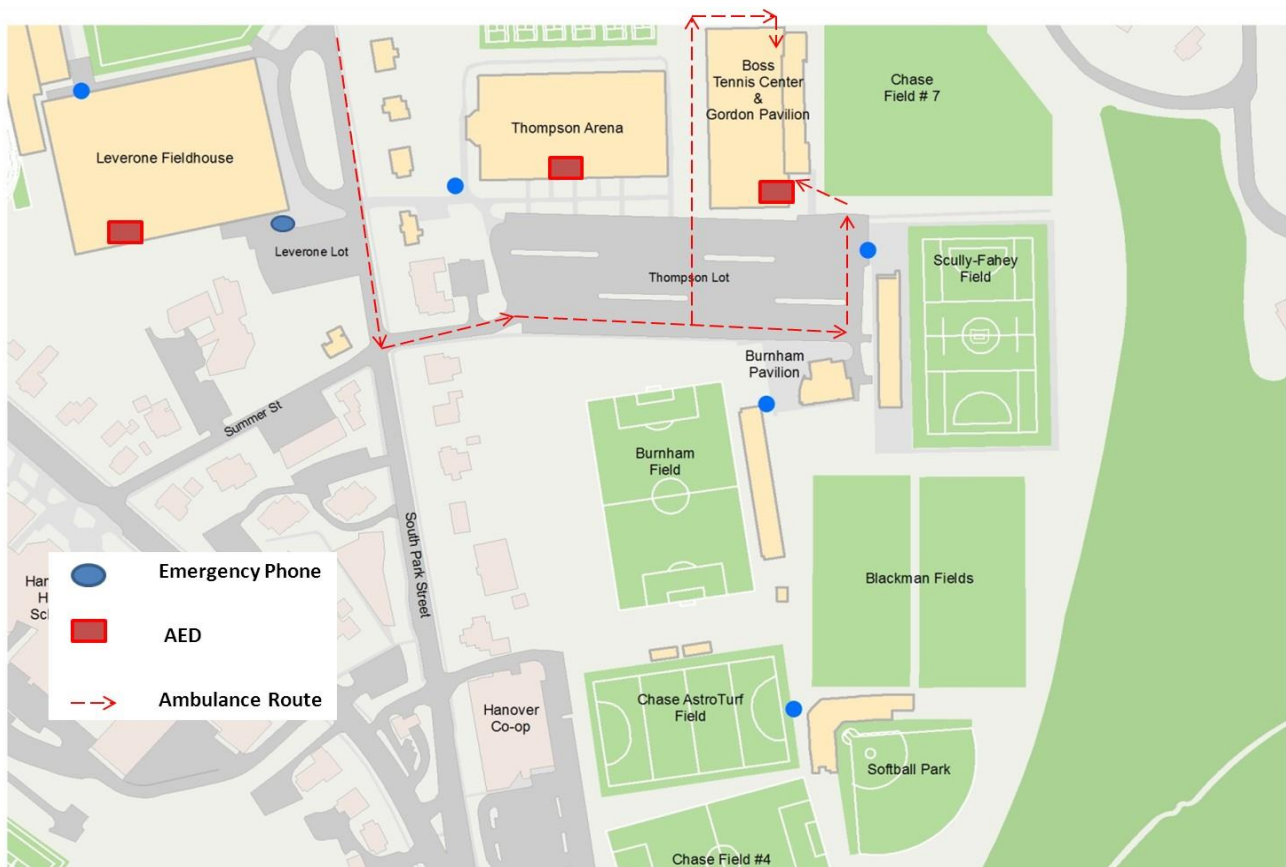 Boss
Tennis Center
&
Gordon Pavilion
Chase
Field # 7
Thompson Arena
Leverone Fieldhouse
Leverone Lot
Thompson Lot
Scully-Fahey
Field
Burnham
Pavilion
Summer St
Burnham
Field
South Park Street
Blackman Fields
Emergency Phone
AED
Ambulance Route
Hanover
Co-op
Chase AstroTurf
Field
Softball Park
Chase Field #4